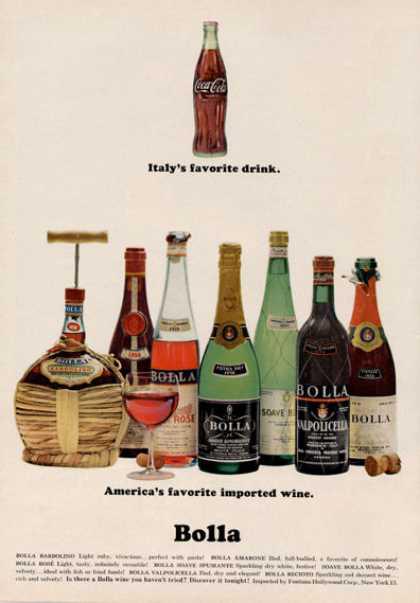 Coca-Cola
Italy's favorite drink.
BOLLA
BARDOLINO
BOLLA
ROSÉ
EXTRA DRY
BOLLA
SOAVE B
BOLLA
VALPOLICELLA
BOLLA
America's favorite imported wine.
Bolla
BOLLA BARDOLINO Light ruby, vivacious...perfect with pasta! BOLLA AMARONE Red, full-bodied, a favorite of connoisseurs!
BOLLA ROSÉ Light, tasty, infinitely versatile! BOLLA SOAVE SPUMANTE Sparkling dry white, festive! SOAVE BOLLA White, dry,
velvety...ideal with fish or fried foods! BOLLA VALPOLICELLA Red, dry and elegant! BOLLA RECIOTO Sparkling red dessert wine...
rich and velvety! Is there a Bolla wine you haven't tried? Discover it tonight! Imported by Fontana Hollywood Corp., New York 13.